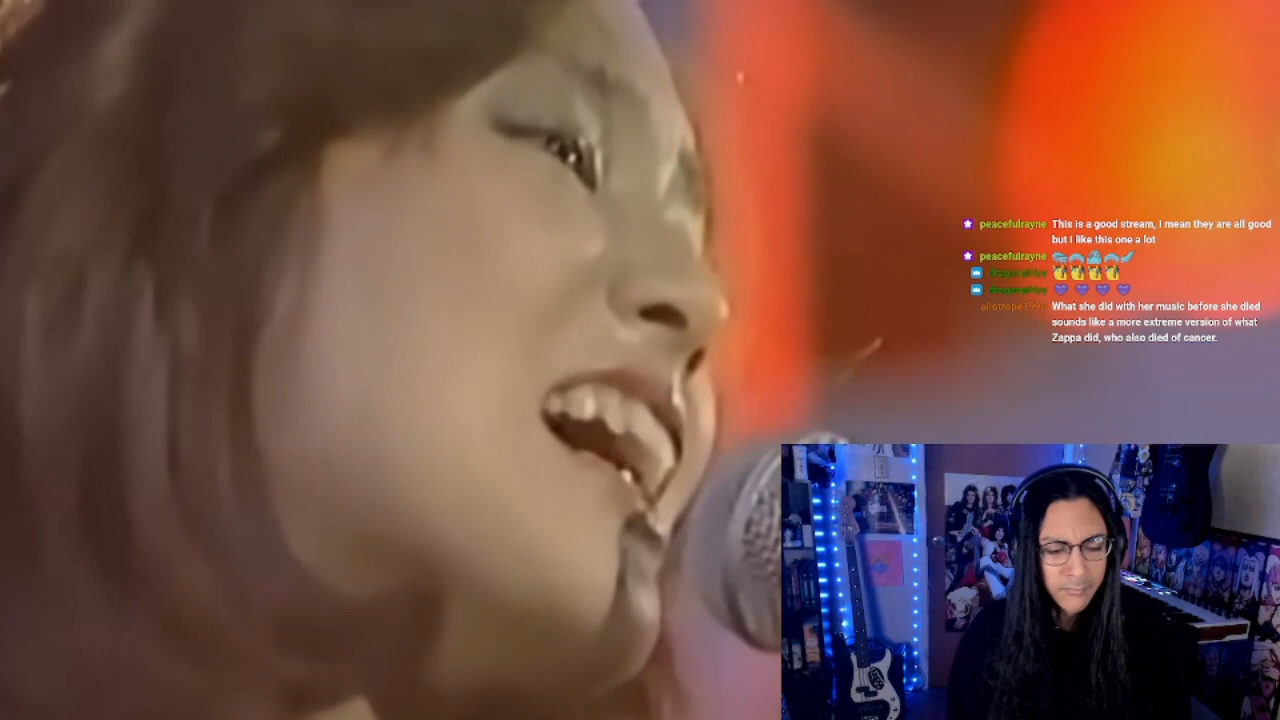 peacefulrayne This is a good stream, I mean they are all good
but I like this one a lot
peacefulrayne
allotrope1995 What she did with her music before she died
sounds like a more extreme version of what
Zappa did, who also died of cancer.